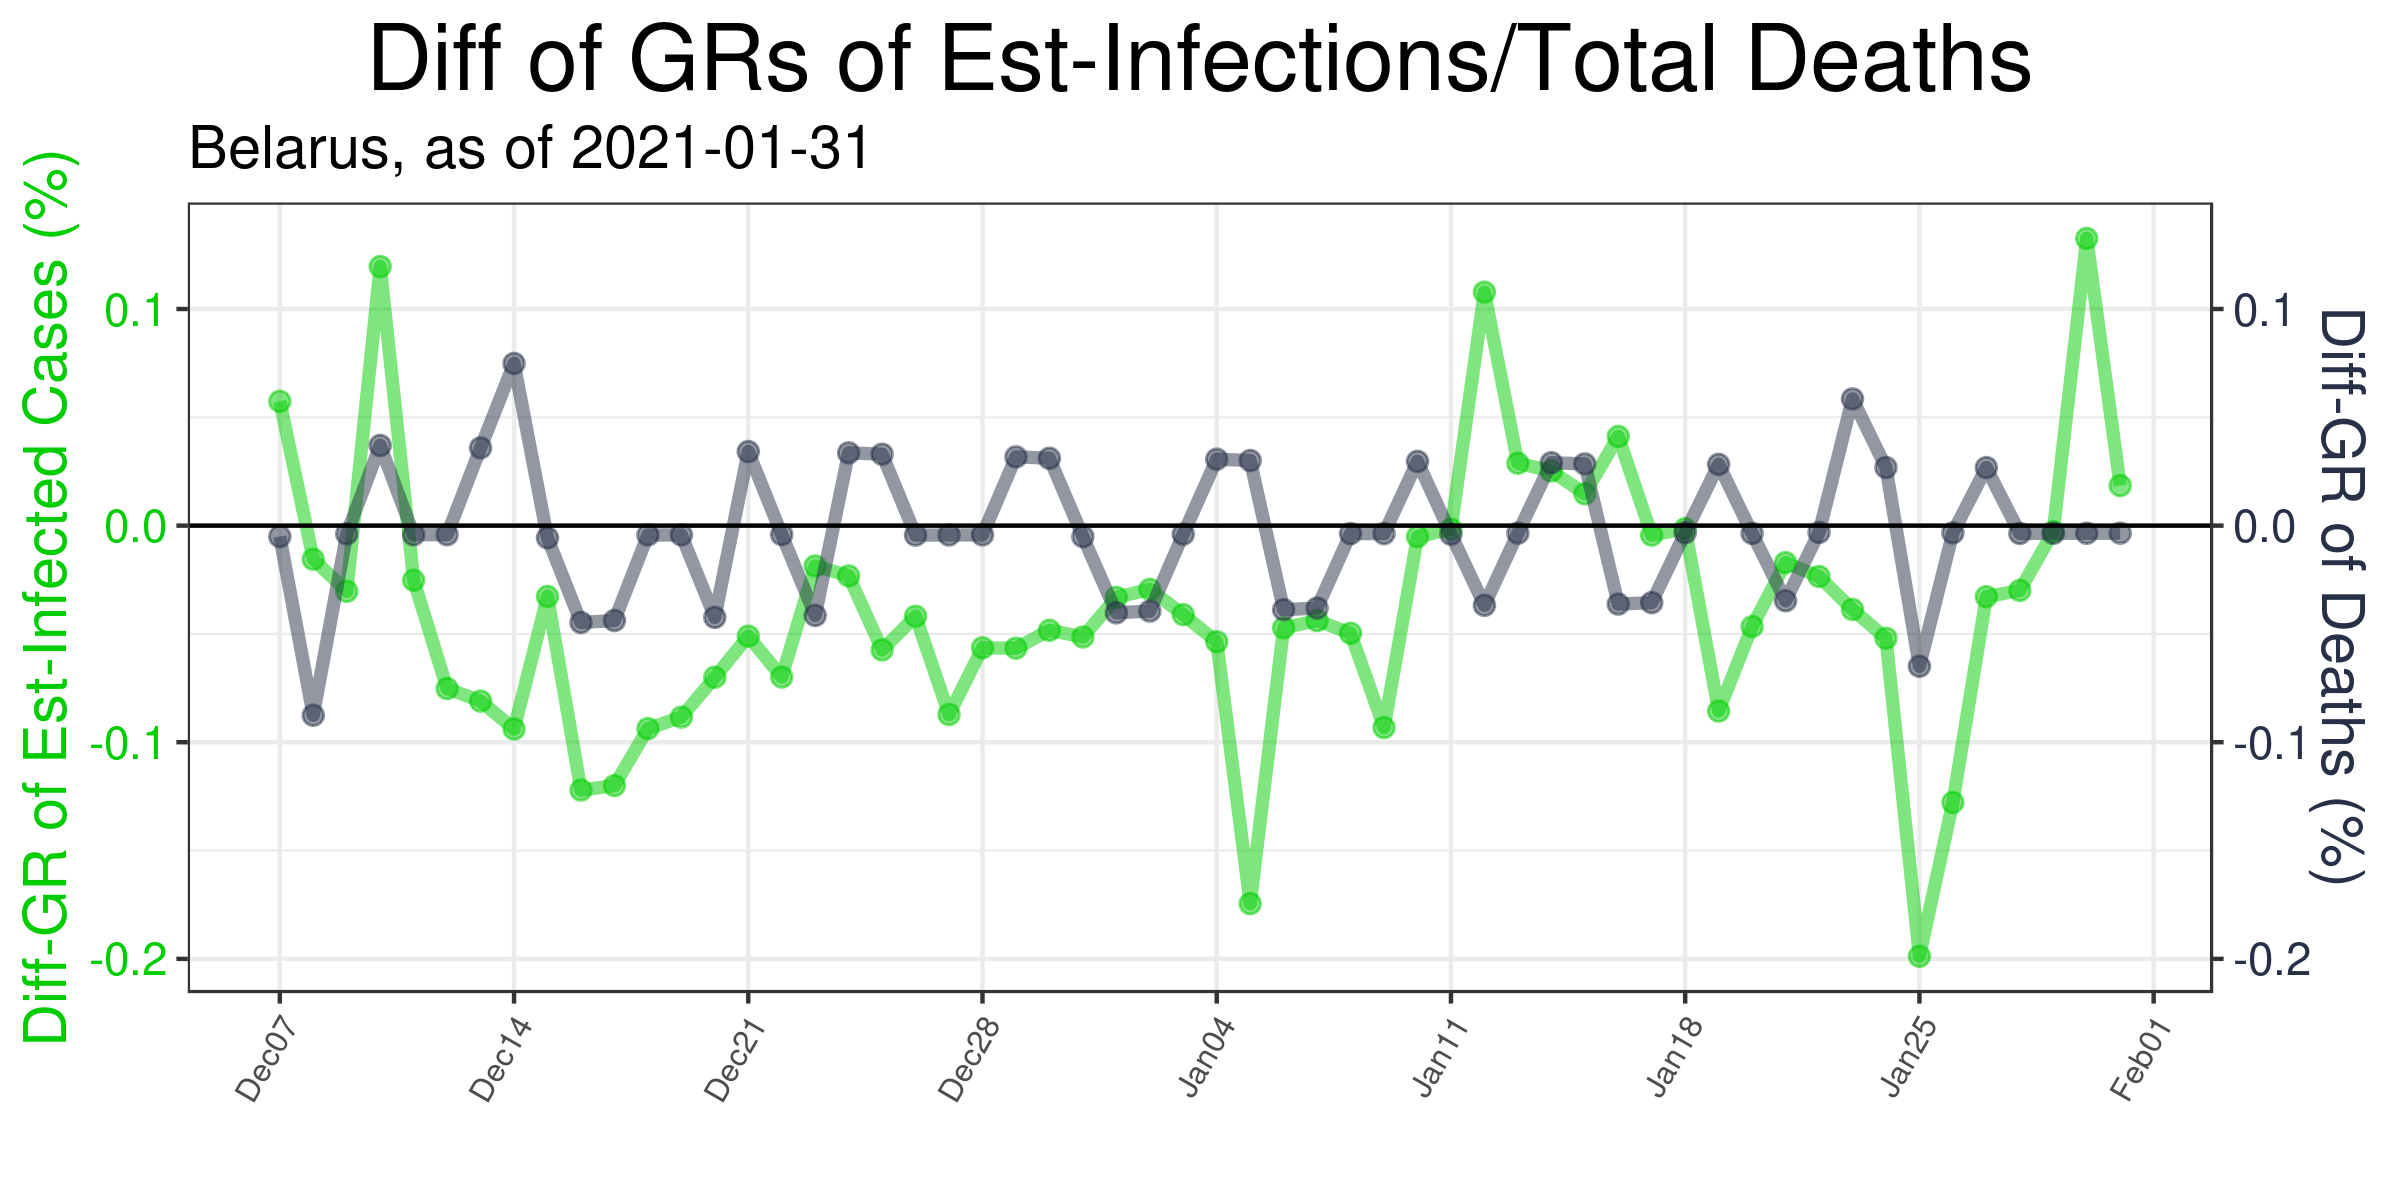 Diff of GRs of Est-Infections/Total Deaths
Belarus, as of 2021-01-31
Diff-GR of Est-Infected Cases (%)
0.1
0.0
-0.1
-0.2
0.1
0.0
-0.1
-0.2
Diff-GR of Deaths (%)
Dec07
Dec14
Dec21
Dec28
Jan04
Jan11
Jan18
Jan25
Feb01